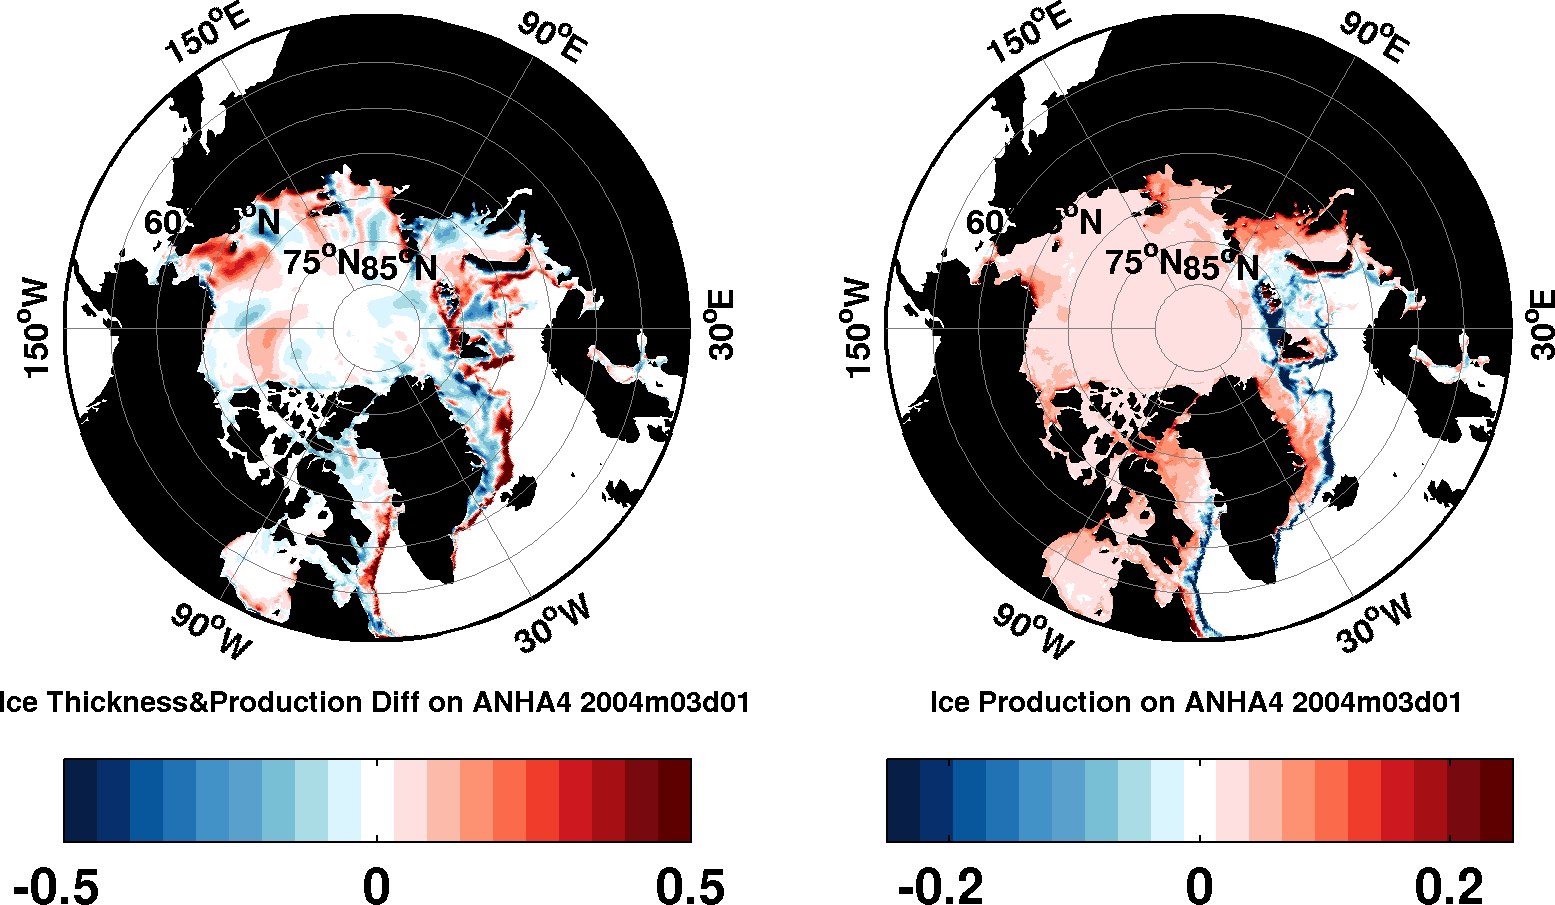 150°E 90°E 150°E 90°E
60 °N 60 °N
75°N 85°N 75°N 85°N
150°W 30°E 150°W 30°E
90°W 30°W 90°W 30°W
Ice Thickness&Production Diff on ANHA4 2004m03d01 Ice Production on ANHA4 2004m03d01
-0.5 0 0.5 -0.2 0 0.2